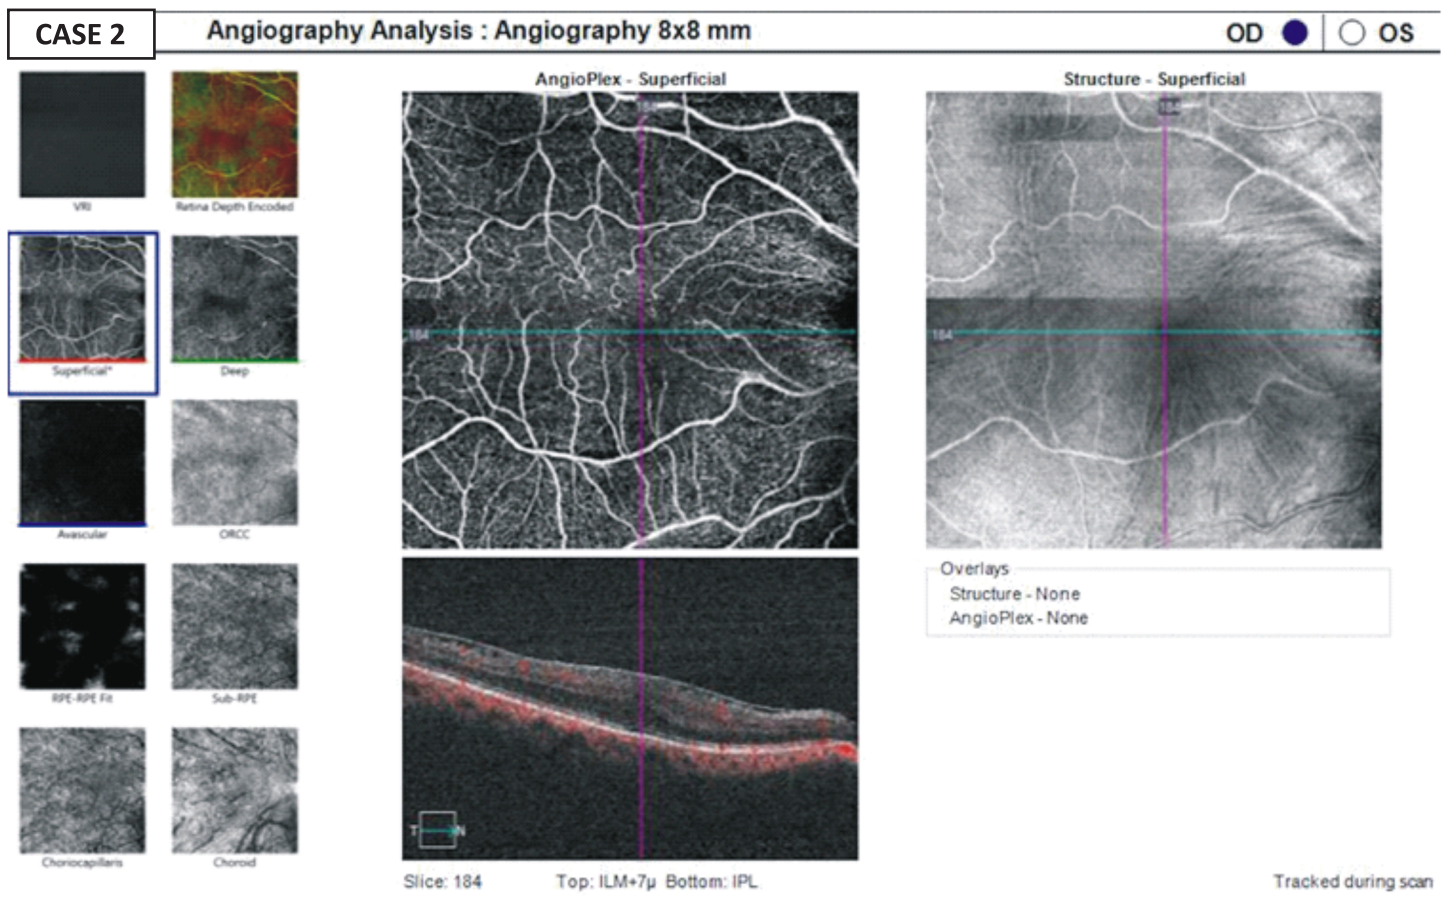 CASE 2
Angiography Analysis : Angiography 8x8 mm
OD OS
VRI
Retina Depth Encoded
Superficial*
Deep
Avascular
ORCC
RPE-RPE Fit
Sub-RPE
Choriocapillaris
Choroid
AngioPlex - Superficial
184
184
Structure - Superficial
184
184
Overlays
Structure - None
AngioPlex - None
T N
Slice: 184 Top: ILM+7µ Bottom: IPL
Tracked during scan